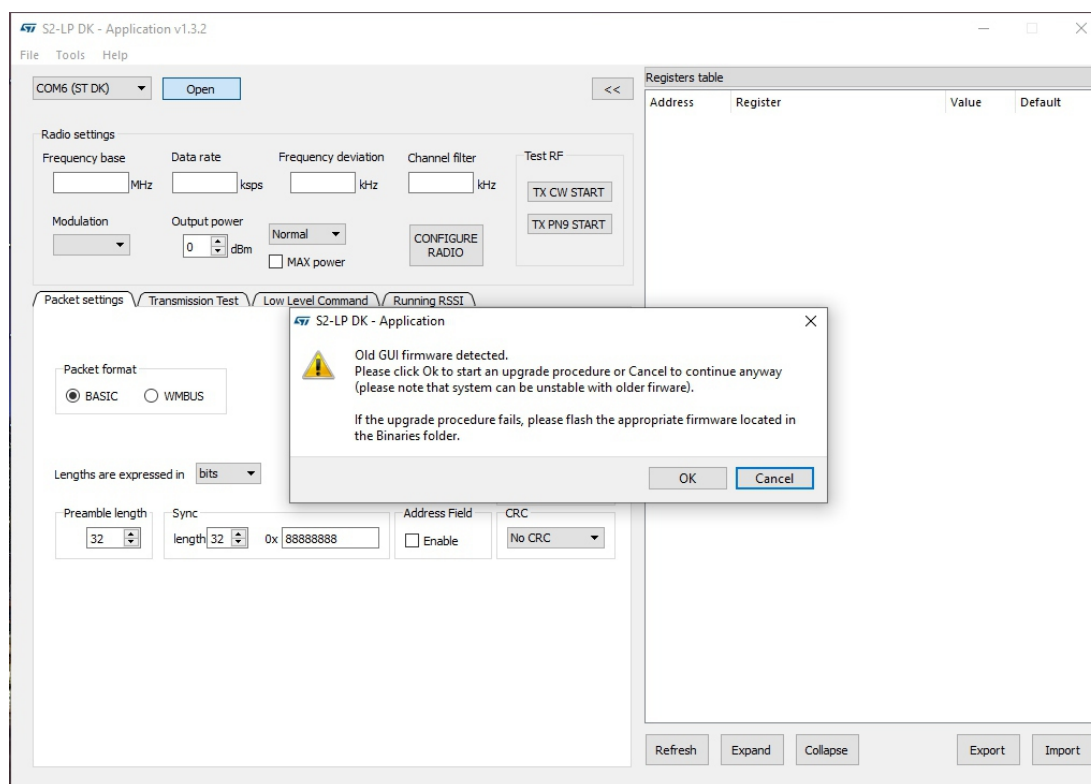 S2-LP DK - Application v1.3.2
File Tools Help
COM6 (ST DK) Open <<
Radio settings
Frequency base Data rate Frequency deviation Channel filter Test RF
MHz ksps kHz kHz TX CW START
Modulation Output power TX PN9 START
0 dBm Normal CONFIGURE RADIO
MAX power
Packet settings Transmission Test Low Level Command Running RSSI
Packet format
BASIC WMBUS
Lengths are expressed in bits
Preamble length Sync Address Field CRC
32 length 32 0x 88888888 Enable No CRC
S2-LP DK - Application
Old GUI firmware detected.
Please click Ok to start an upgrade procedure or Cancel to continue anyway
(please note that system can be unstable with older firware).
If the upgrade procedure fails, please flash the appropriate firmware located in
the Binaries folder.
OK Cancel
Registers table
Address Register Value Default
Refresh Expand Collapse Export Import